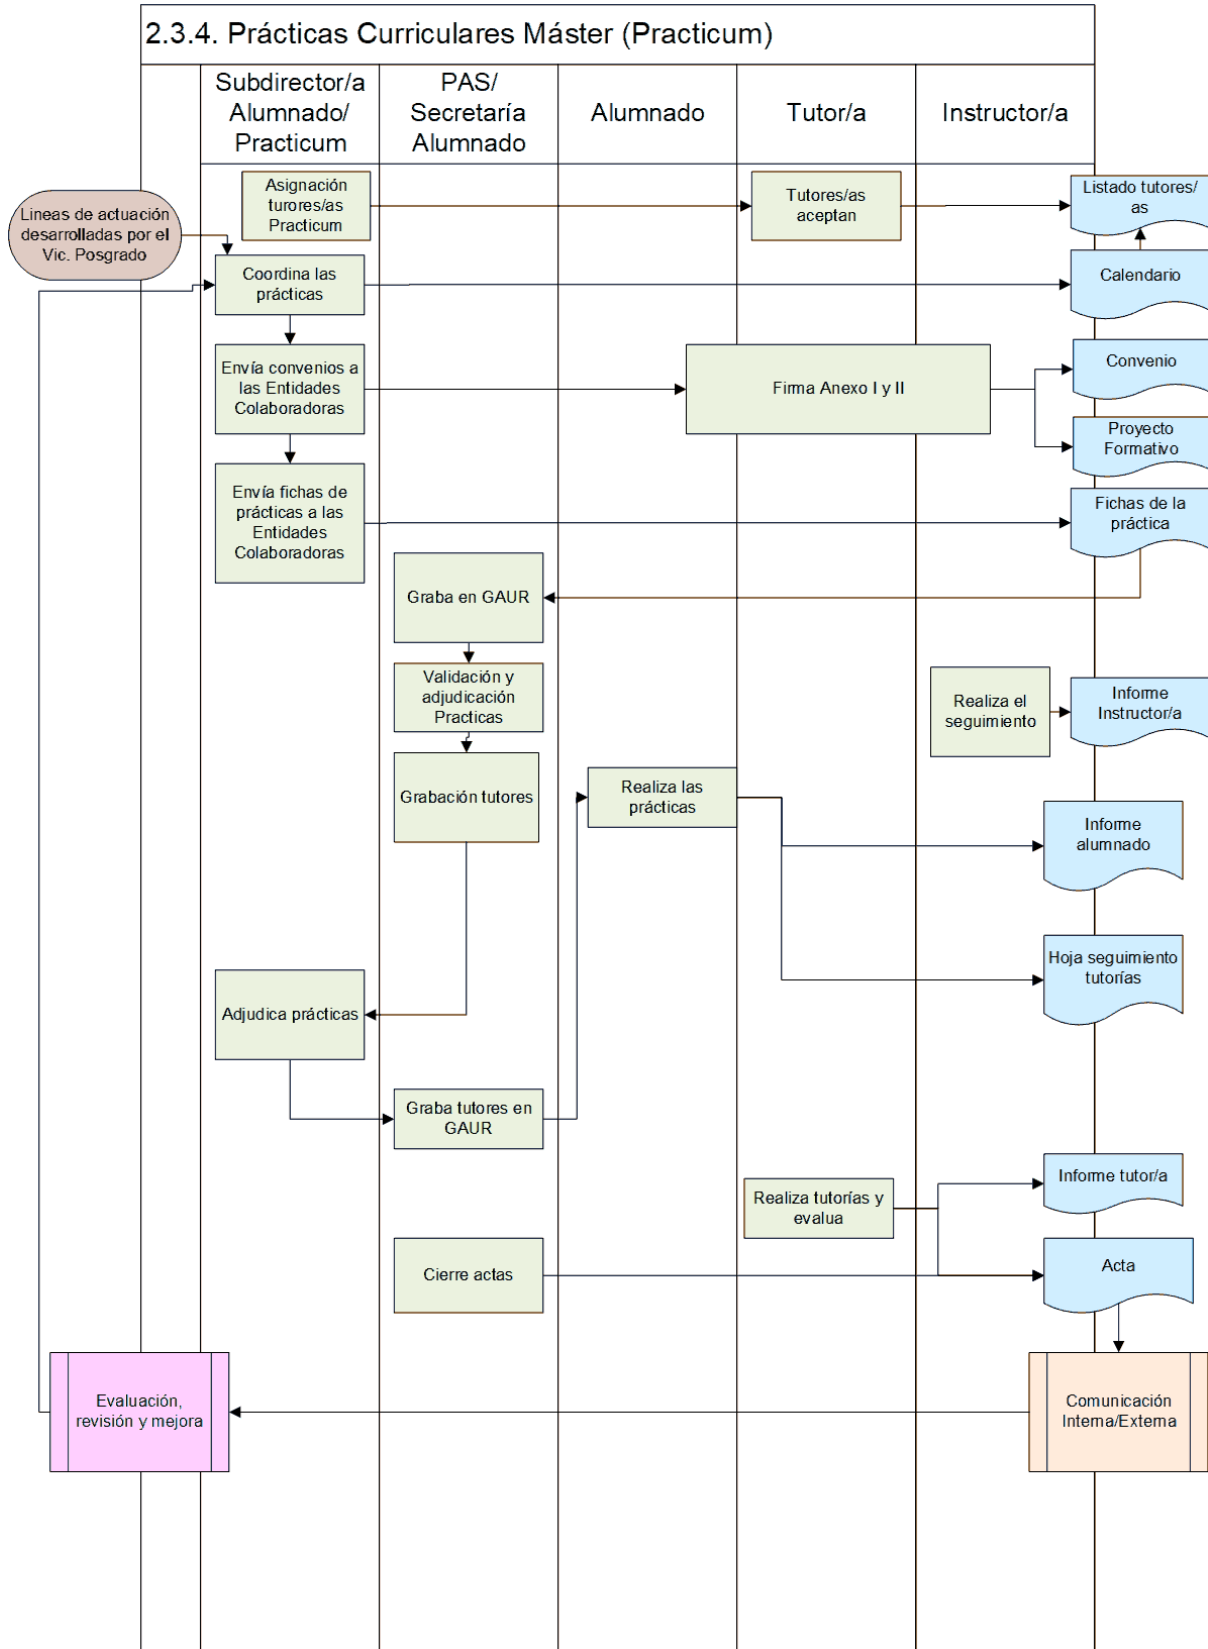 2.3.4. Prácticas Curriculares Máster (Practicum)
Subdirector/a
Alumnado/
Practicum
PAS/
Secretaría
Alumnado
Alumnado
Tutor/a
Instructor/a
Asignación
turores/as
Practicum
Tutores/as
aceptan
Listado tutores/
as
Lineas de actuación
desarrolladas por el
Vic. Posgrado
Coordina las
prácticas
Calendario
Envía convenios a
las Entidades
Colaboradoras
Firma Anexo I y II
Convenio
Proyecto
Formativo
Envía fichas de
prácticas a las
Entidades
Colaboradoras
Fichas de la
práctica
Graba en GAUR
Validación y
adjudicación
Practicas
Realiza el
seguimiento
Informe
Instructor/a
Grabación tutores
Realiza las
prácticas
Informe
alumnado
Hoja seguimiento
tutorías
Adjudica prácticas
Graba tutores en
GAUR
Realiza tutorías y
evalua
Informe tutor/a
Cierre actas
Acta
Evaluación,
revisión y mejora
Comunicación
Interna/Externa